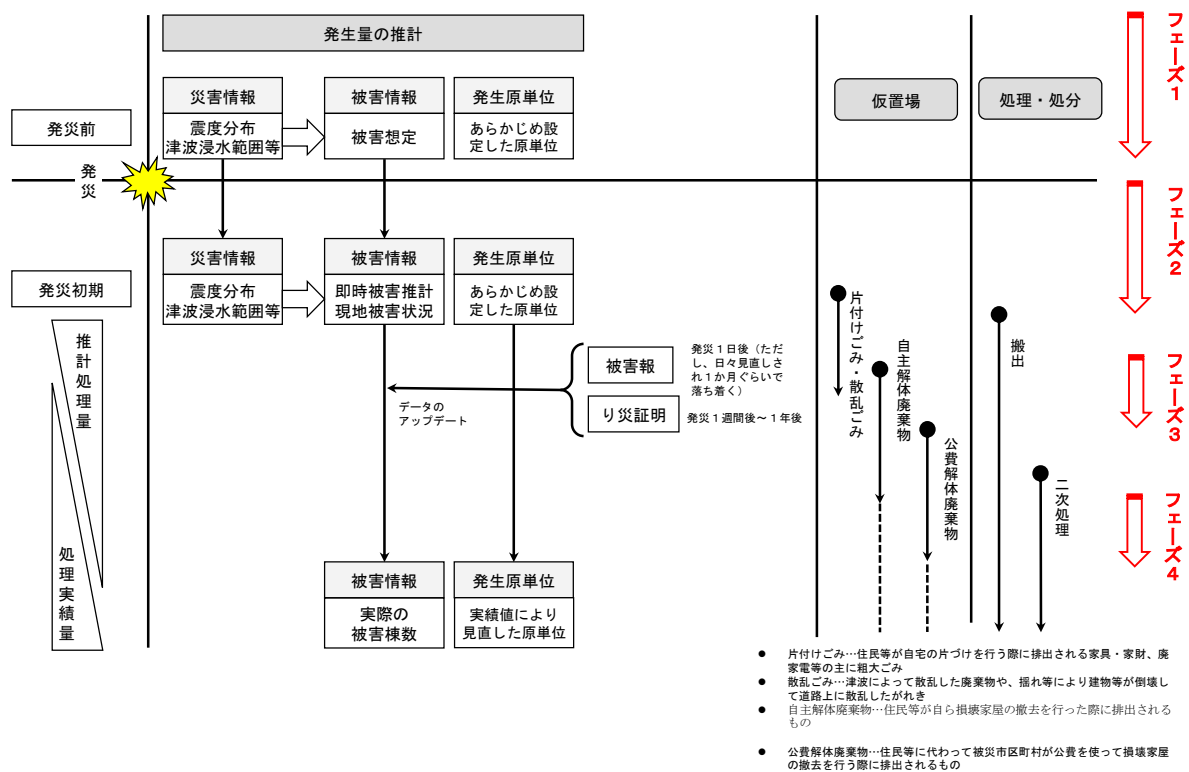 発生量の推計
災害情報
震度分布
津波浸水範囲等
被害情報
被害想定
発生原単位
あらかじめ設
定した原単位
仮置場
処理・処分
フェーズ1
発災前
発災
フェーズ2
災害情報
震度分布
津波浸水範囲等
被害情報
即時被害推計
現地被害状況
発生原単位
あらかじめ設
定した原単位
発災初期
片付けごみ・散乱ごみ
自主解体廃棄物
公費解体廃棄物
搬出
二次処理
推計処理量
処理実績量
被害報
発災1日後（ただ
し、日々見直しさ
れ1か月ぐらいで
落ち着く）
り災証明
発災1週間後～1年後
データの
アップデート
フェーズ3
フェーズ4
被害情報
実際の
被害棟数
発生原単位
実績値により
見直した原単位
● 片付けごみ…住民等が自宅の片づけを行う際に排出される家具・家財、廃
家電等の主に粗大ごみ
● 散乱ごみ…津波によって散乱した廃棄物や、揺れ等により建物等が倒壊し
て道路上に散乱したがれき
● 自主解体廃棄物…住民等が自ら損壊家屋の撤去を行った際に排出される
もの
● 公費解体廃棄物…住民等に代わって被災市区町村が公費を使って損壊家屋
の撤去を行う際に排出されるもの